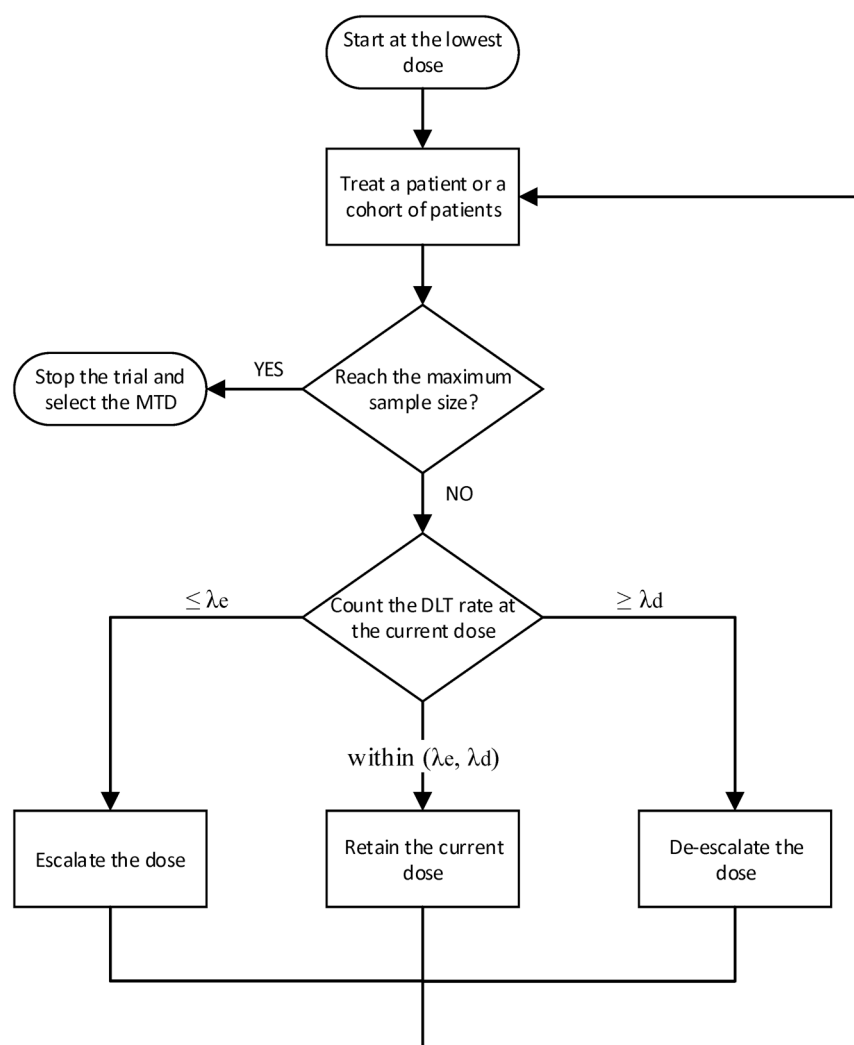 Start at the lowest
dose
Treat a patient or a
cohort of patients
YES
Stop the trial and
select the MTD
Reach the maximum
sample size?
NO
≤ λe
Count the DLT rate at
the current dose
≥ λd
within (λe, λd)
Escalate the dose
Retain the current
dose
De-escalate the
dose